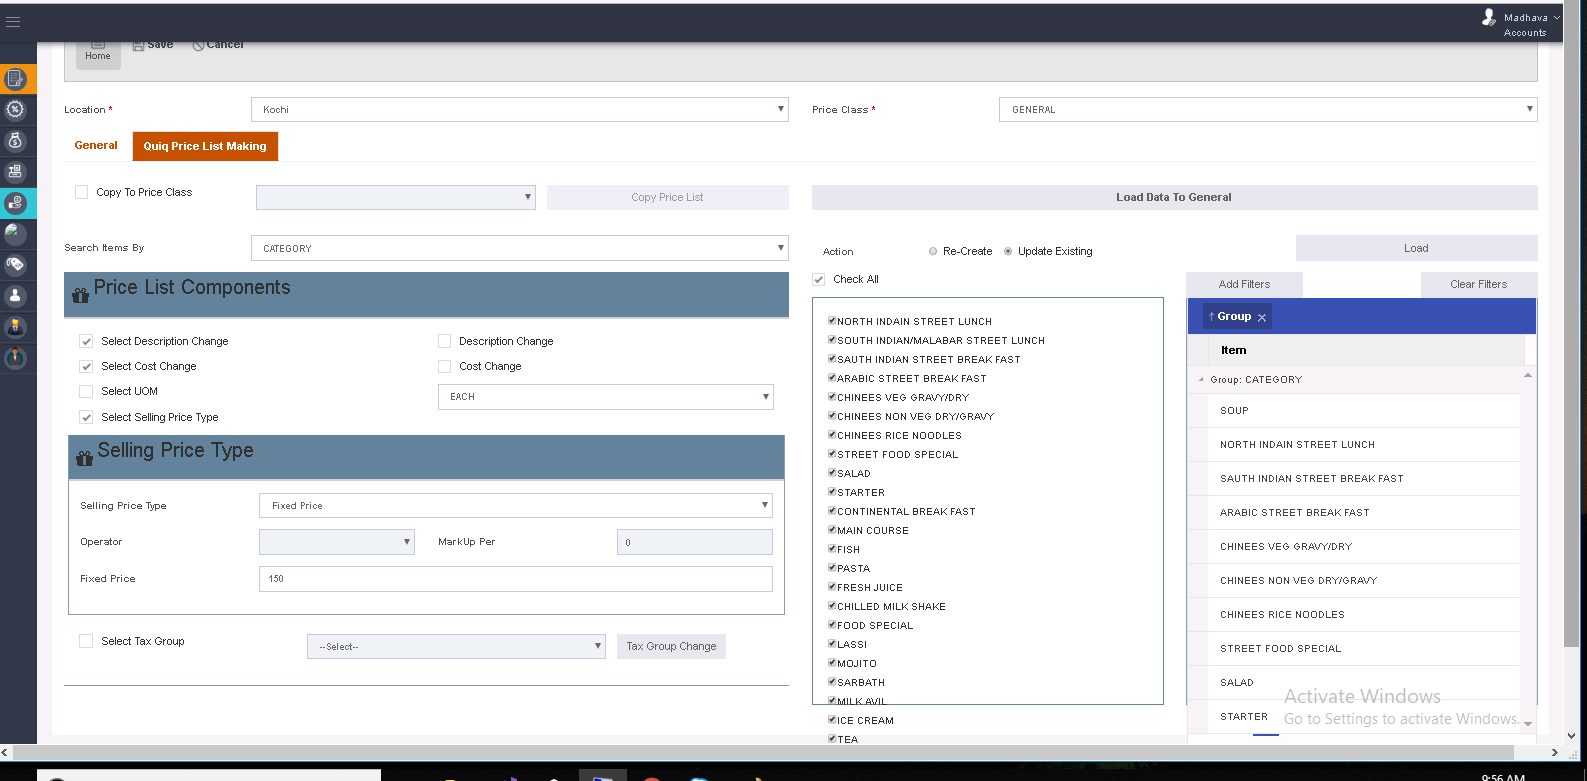 Madhava
Accounts
Home
Save
Cancel
Location *
Kochi
Price Class *
GENERAL
General
Quiq Price List Making
Copy To Price Class
Copy Price List
Load Data To General
Search Items By
CATEGORY
Action
Re-Create
Update Existing
Load
Check All
Add Filters
Clear Filters
Price List Components
Select Description Change
Description Change
Select Cost Change
Cost Change
Select UOM
EACH
Select Selling Price Type
Selling Price Type
Selling Price Type
Fixed Price
Operator
MarkUp Per
0
Fixed Price
150
Select Tax Group
--Select--
Tax Group Change
NORTH INDAIN STREET LUNCH
SOUTH INDIAN/MALABAR STREET LUNCH
SAUTH INDIAN STREET BREAK FAST
ARABIC STREET BREAK FAST
CHINEES VEG GRAVY/DRY
CHINEES NON VEG DRY/GRAVY
CHINEES RICE NOODLES
STREET FOOD SPECIAL
SALAD
STARTER
CONTINENTAL BREAK FAST
MAIN COURSE
FISH
PASTA
FRESH JUICE
CHILLED MILK SHAKE
FOOD SPECIAL
LASSI
MOJITO
SARBATH
MILK AVIL
ICE CREAM
TEA
↑ Group x
Item
Group: CATEGORY
SOUP
NORTH INDAIN STREET LUNCH
SAUTH INDIAN STREET BREAK FAST
ARABIC STREET BREAK FAST
CHINEES VEG GRAVY/DRY
CHINEES NON VEG DRY/GRAVY
CHINEES RICE NOODLES
STREET FOOD SPECIAL
SALAD
STARTER
Activate Windows
Go to Settings to activate Windows.
9:56 AM